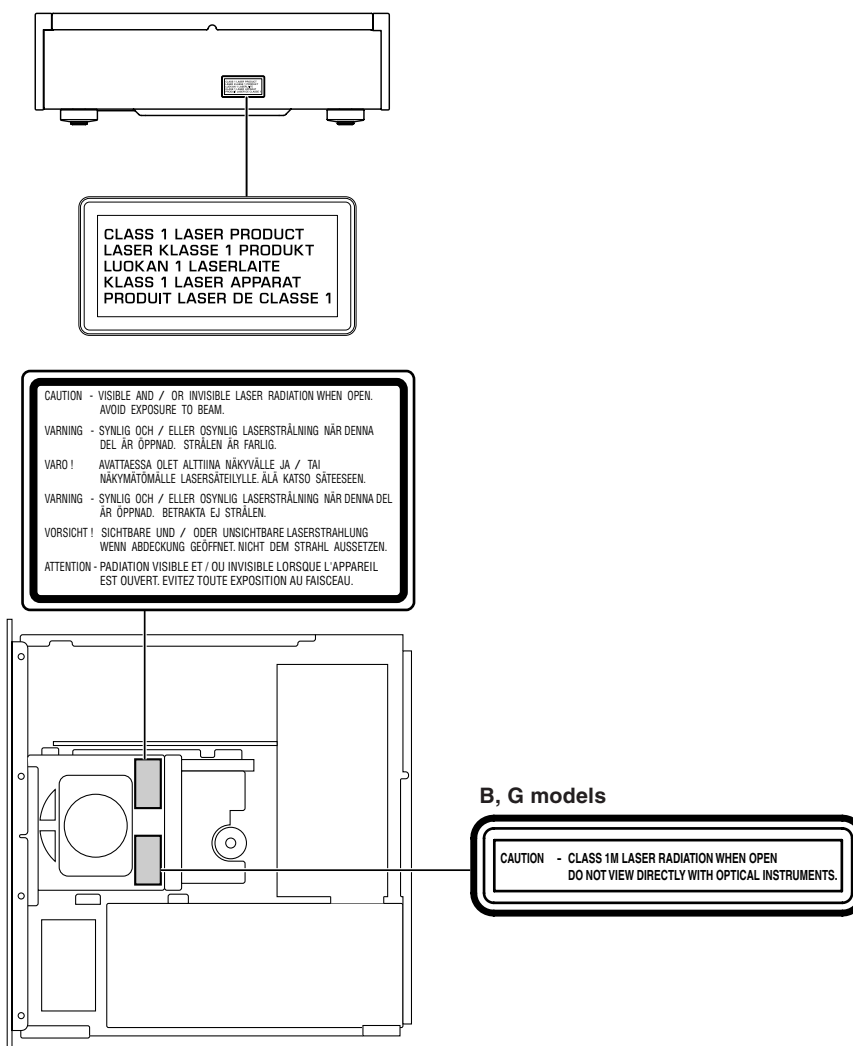 CLASS 1 LASER PRODUCT
LASER KLASSE 1 PRODUKT
LUOKAN 1 LASERLAITE
KLASS 1 LASER APPARAT
PRODUIT LASER DE CLASSE 1
CAUTION - VISIBLE AND / OR INVISIBLE LASER RADIATION WHEN OPEN.
AVOID EXPOSURE TO BEAM.
VARNING - SYNLIG OCH / ELLER OSYNLIG LASERSTRÅLNING NÄR DENNA
DEL ÄR ÖPPNAD. STRÅLEN ÄR FARLIG.
VARO ! AVATTAESSA OLET ALTTIINA NÄKYVÄLLE JA / TAI
NÄKYMÄTÖMÄLLE LASERSÄTEILYLLE. ÄLÄ KATSO SÄTEESEEN.
VARNING - SYNLIG OCH / ELLER OSYNLIG LASERSTRÅLNING NÄR DENNA DEL
ÄR ÖPPNAD. BETRAKTA EJ STRÅLEN.
VORSICHT ! SICHTBARE UND / ODER UNSICHTBARE LASERSTRAHLUNG
WENN ABDECKUNG GEÖFFNET. NICHT DEM STRAHL AUSSETZEN.
ATTENTION - PADIATION VISIBLE ET / OU INVISIBLE LORSQUE L'APPAREIL
EST OUVERT. EVITEZ TOUTE EXPOSITION AU FAISCEAU.
B, G models
CAUTION - CLASS 1M LASER RADIATION WHEN OPEN
DO NOT VIEW DIRECTLY WITH OPTICAL INSTRUMENTS.